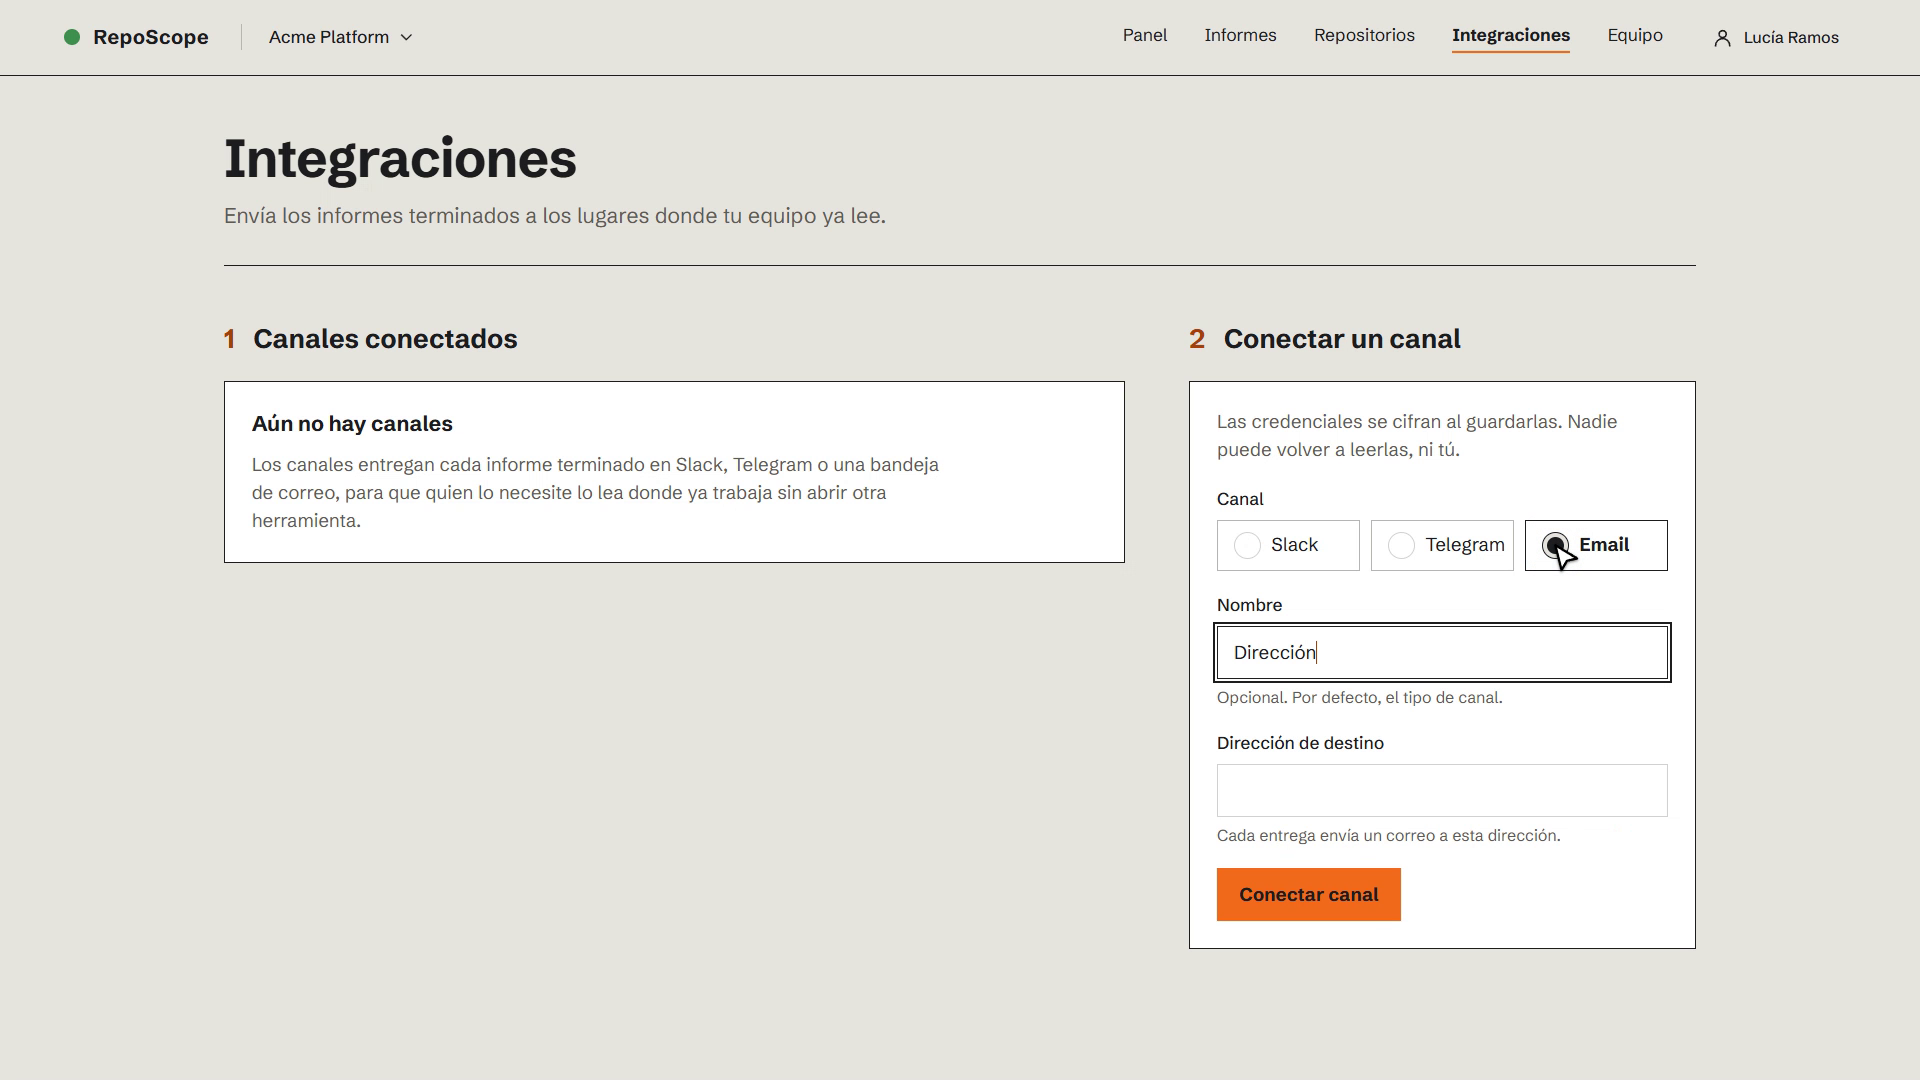 RepoScope
Acme Platform
Panel
Informes
Repositorios
Integraciones
Equipo
Lucía Ramos
Integraciones
Envía los informes terminados a los lugares donde tu equipo ya lee.
1 Canales conectados
Aún no hay canales
Los canales entregan cada informe terminado en Slack, Telegram o una bandeja
de correo, para que quien lo necesite lo lea donde ya trabaja sin abrir otra
herramienta.
2 Conectar un canal
Las credenciales se cifran al guardarlas. Nadie
puede volver a leerlas, ni tú.
Canal
Slack
Telegram
Email
Nombre
Dirección
Opcional. Por defecto, el tipo de canal.
Dirección de destino
Cada entrega envía un correo a esta dirección.
Conectar canal